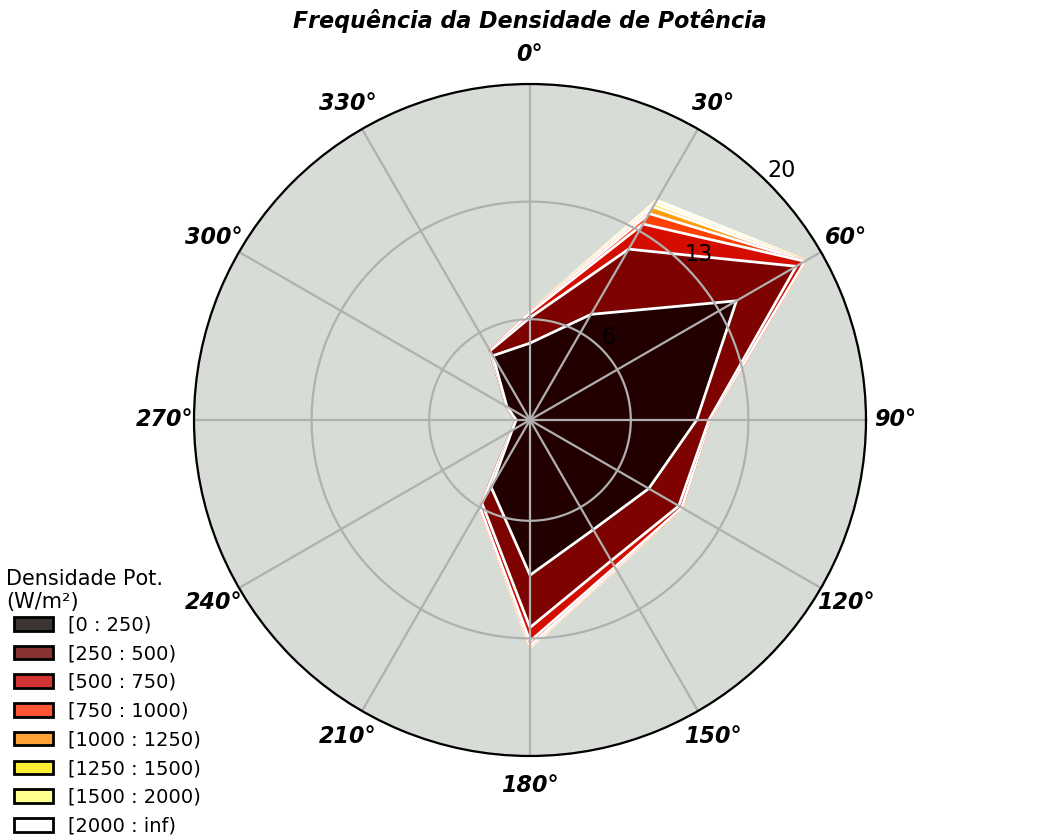 Frequência da Densidade de Potência
0°
330°
30°
20
300°
60°
13
6
270°
90°
240°
120°
210°
150°
180°
Densidade Pot.
(W/m²)
[0 : 250)
[250 : 500)
[500 : 750)
[750 : 1000)
[1000 : 1250)
[1250 : 1500)
[1500 : 2000)
[2000 : inf)